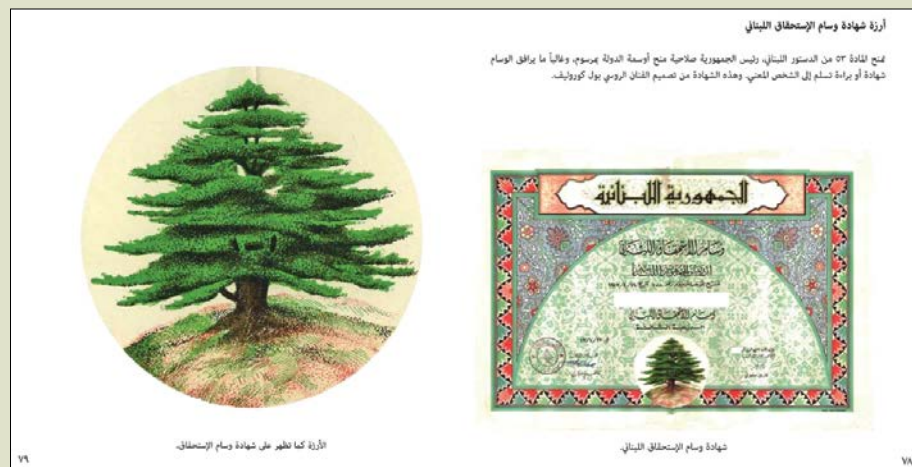 أرزة شهادة وسام الإستحقاق اللبناني
تمنح المادة ٥٣ من الدستور اللبناني، رئيس الجمهورية صلاحية منح أوسمة الدولة بمرسوم، وغالباً ما يرافق الوسام
شهادة أو براءة تسلم إلى الشخص المعني. وهذه الشهادة من تصميم الفنان الروسي بول كوروليف.
الجمهورية اللبنانية
وسام الاستحقاق اللبناني
شهادة وسام الإستحقاق اللبناني.
٧٨
الأرزة كما تظهر على شهادة وسام الإستحقاق.
٧٩